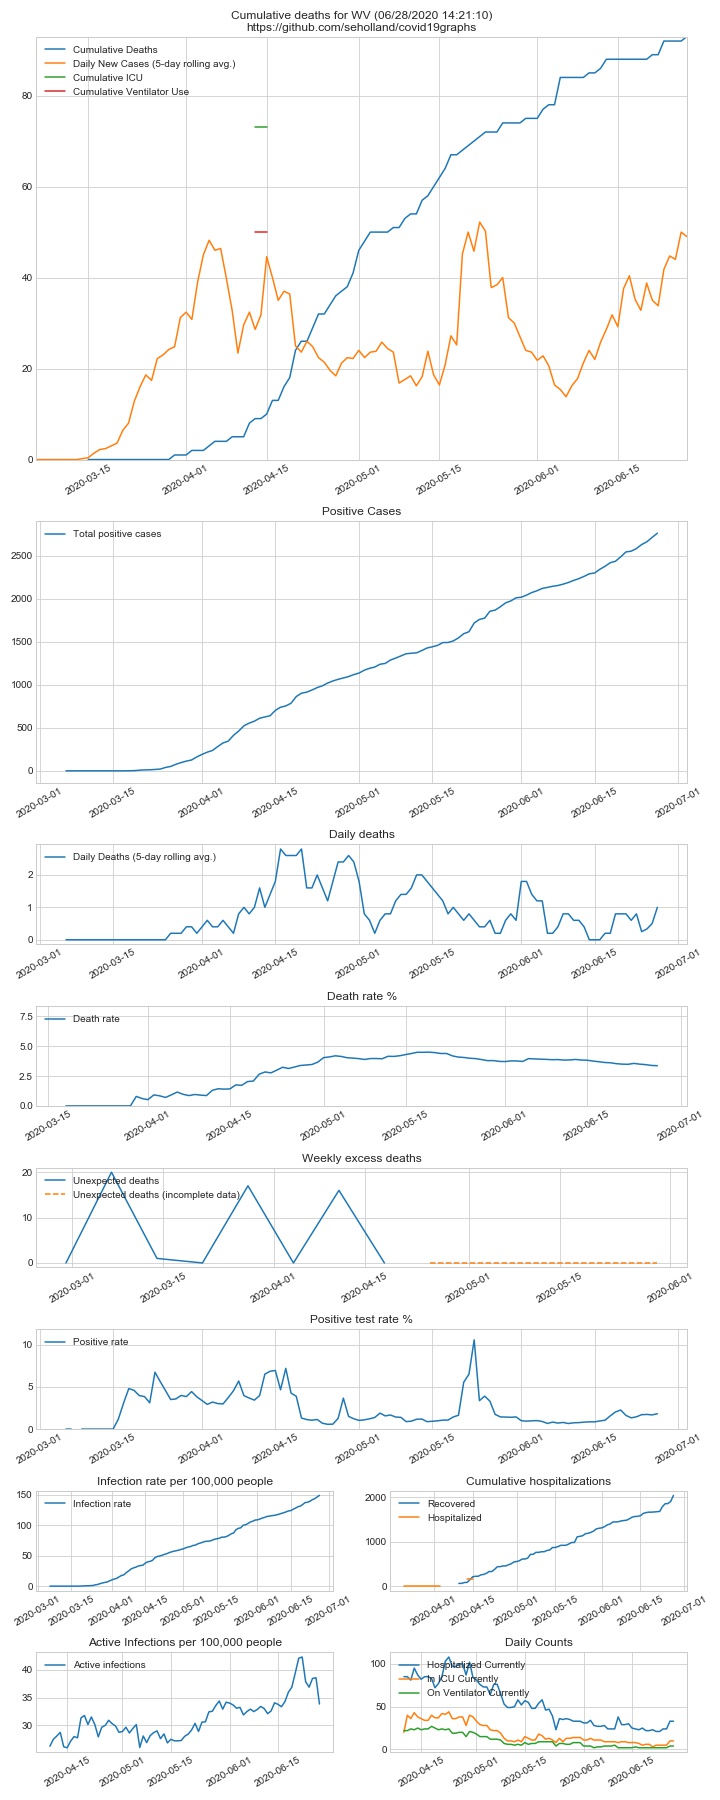 Cumulative deaths for WV (06/28/2020 14:21:10)
https://github.com/seholland/covid19graphs
Cumulative Deaths
Daily New Cases (5-day rolling avg.)
Cumulative ICU
Cumulative Ventilator Use
80
60
40
20
0
2020-03-15 2020-04-01 2020-04-15 2020-05-01 2020-05-15 2020-06-01 2020-06-15
Positive Cases
Total positive cases
2500
2000
1500
1000
500
0
2020-03-01 2020-03-15 2020-04-01 2020-04-15 2020-05-01 2020-05-15 2020-06-01 2020-06-15 2020-07-01
Daily deaths
Daily Deaths (5-day rolling avg.)
2
1
0
2020-03-01 2020-03-15 2020-04-01 2020-04-15 2020-05-01 2020-05-15 2020-06-01 2020-06-15 2020-07-01
Death rate %
Death rate
7.5
5.0
2.5
0.0
2020-03-15 2020-04-01 2020-04-15 2020-05-01 2020-05-15 2020-06-01 2020-06-15 2020-07-01
Weekly excess deaths
Unexpected deaths
Unexpected deaths (incomplete data)
20
10
0
2020-03-01 2020-03-15 2020-04-01 2020-04-15 2020-05-01 2020-05-15 2020-06-01
Positive test rate %
Positive rate
10
5
0
2020-03-01 2020-03-15 2020-04-01 2020-04-15 2020-05-01 2020-05-15 2020-06-01 2020-06-15 2020-07-01
Infection rate per 100,000 people
Infection rate
150
100
50
0
2020-03-01 2020-03-15 2020-04-01 2020-04-15 2020-05-01 2020-05-15 2020-06-01 2020-06-15 2020-07-01
Cumulative hospitalizations
Recovered
Hospitalized
2000
1000
0
2020-04-01 2020-04-15 2020-05-01 2020-05-15 2020-06-01 2020-06-15 2020-07-01
Active Infections per 100,000 people
Active infections
40
35
30
2020-04-15 2020-05-01 2020-05-15 2020-06-01 2020-06-15
Daily Counts
Hospitalized Currently
In ICU Currently
On Ventilator Currently
100
50
0
2020-04-15 2020-05-01 2020-05-15 2020-06-01 2020-06-15